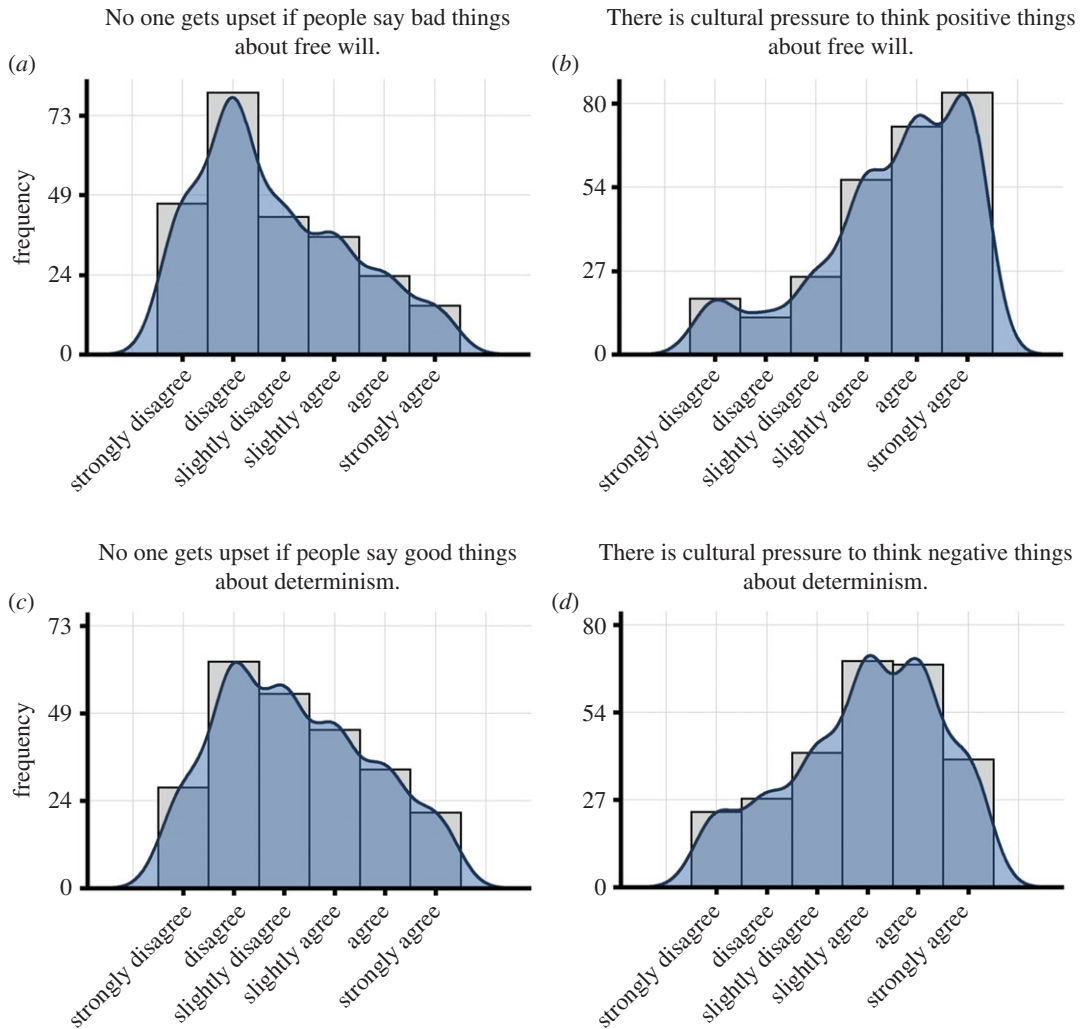 No one gets upset if people say bad things
about free will.
(a)
73
49
24
0
frequency
strongly disagree
disagree
slightly disagree
slightly agree
agree
strongly agree
There is cultural pressure to think positive things
about free will.
(b)
80
54
27
0
strongly disagree
disagree
slightly disagree
slightly agree
agree
strongly agree
No one gets upset if people say good things
about determinism.
(c)
73
49
24
0
frequency
strongly disagree
disagree
slightly disagree
slightly agree
agree
strongly agree
There is cultural pressure to think negative things
about determinism.
(d)
80
54
27
0
strongly disagree
disagree
slightly disagree
slightly agree
agree
strongly agree